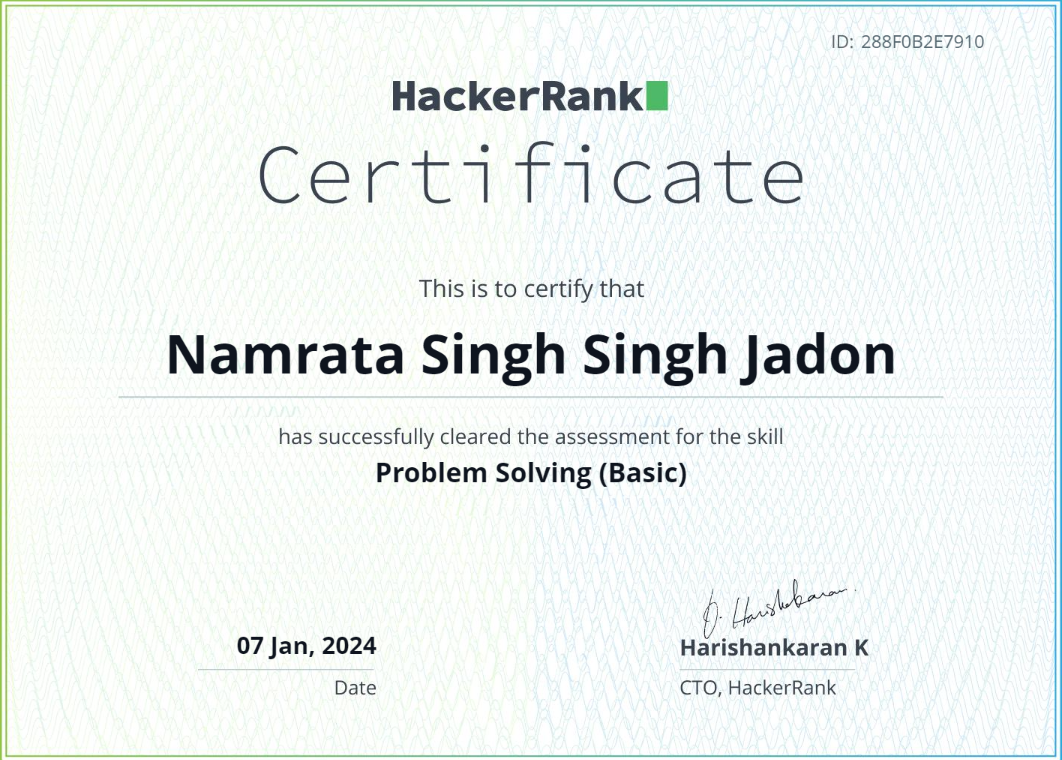 ID: 288F0B2E7910
HackerRank
Certificate
This is to certify that
Namrata Singh Singh Jadon
has successfully cleared the assessment for the skill
Problem Solving (Basic)
07 Jan, 2024
Date
Harishankaran K
CTO, HackerRank